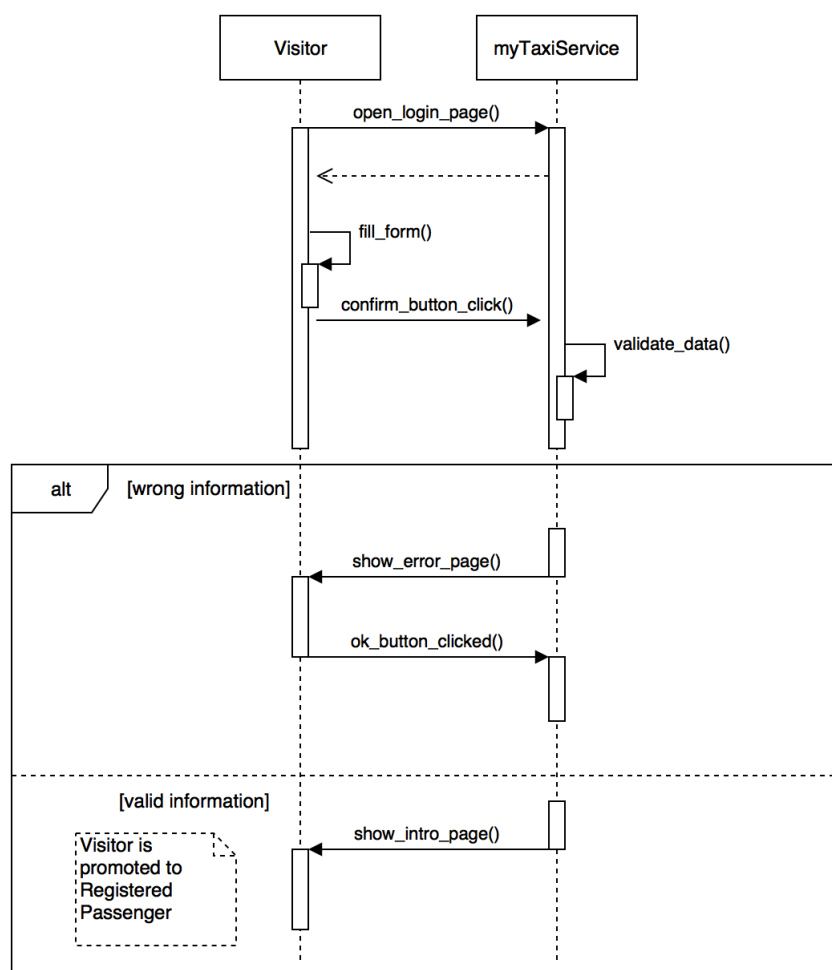 Visitor
myTaxiService
open_login_page()
fill_form()
confirm_button_click()
validate_data()
alt
[wrong information]
show_error_page()
ok_button_clicked()
[valid information]
show_intro_page()
Visitor is
promoted to
Registered
Passenger